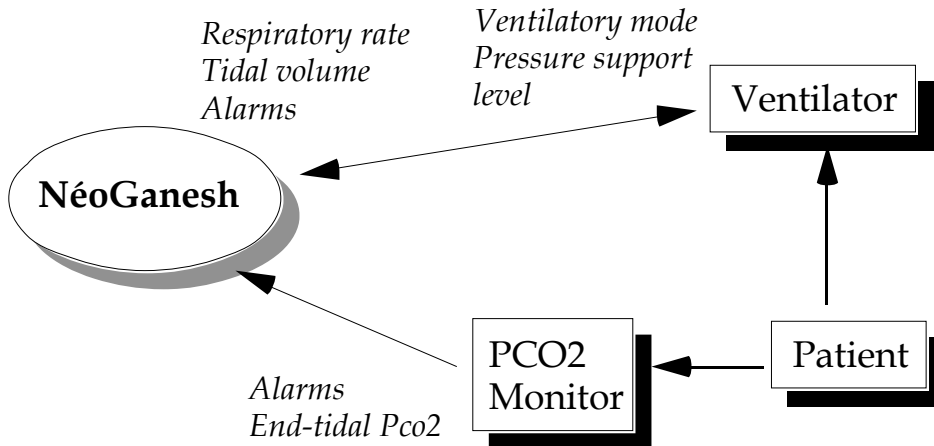 Respiratory rate
Tidal volume
Alarms
Ventilatory mode
Pressure support
level
Ventilator
NéoGanesh
PCO2
Monitor
Patient
Alarms
End-tidal Pco2